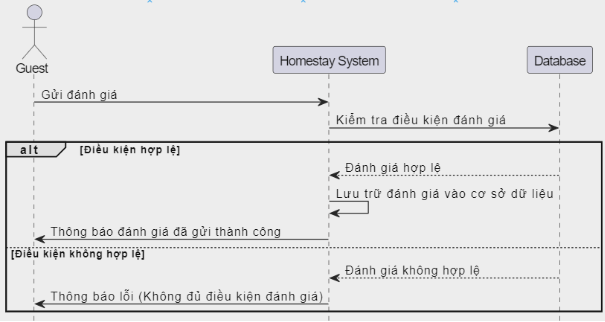 Guest
Homestay System
Database
Gửi đánh giá
Kiểm tra điều kiện đánh giá
alt [Điều kiện hợp lệ]
Đánh giá hợp lệ
Lưu trữ đánh giá vào cơ sở dữ liệu
Thông báo đánh giá đã gửi thành công
[Điều kiện không hợp lệ]
Đánh giá không hợp lệ
Thông báo lỗi (Không đủ điều kiện đánh giá)